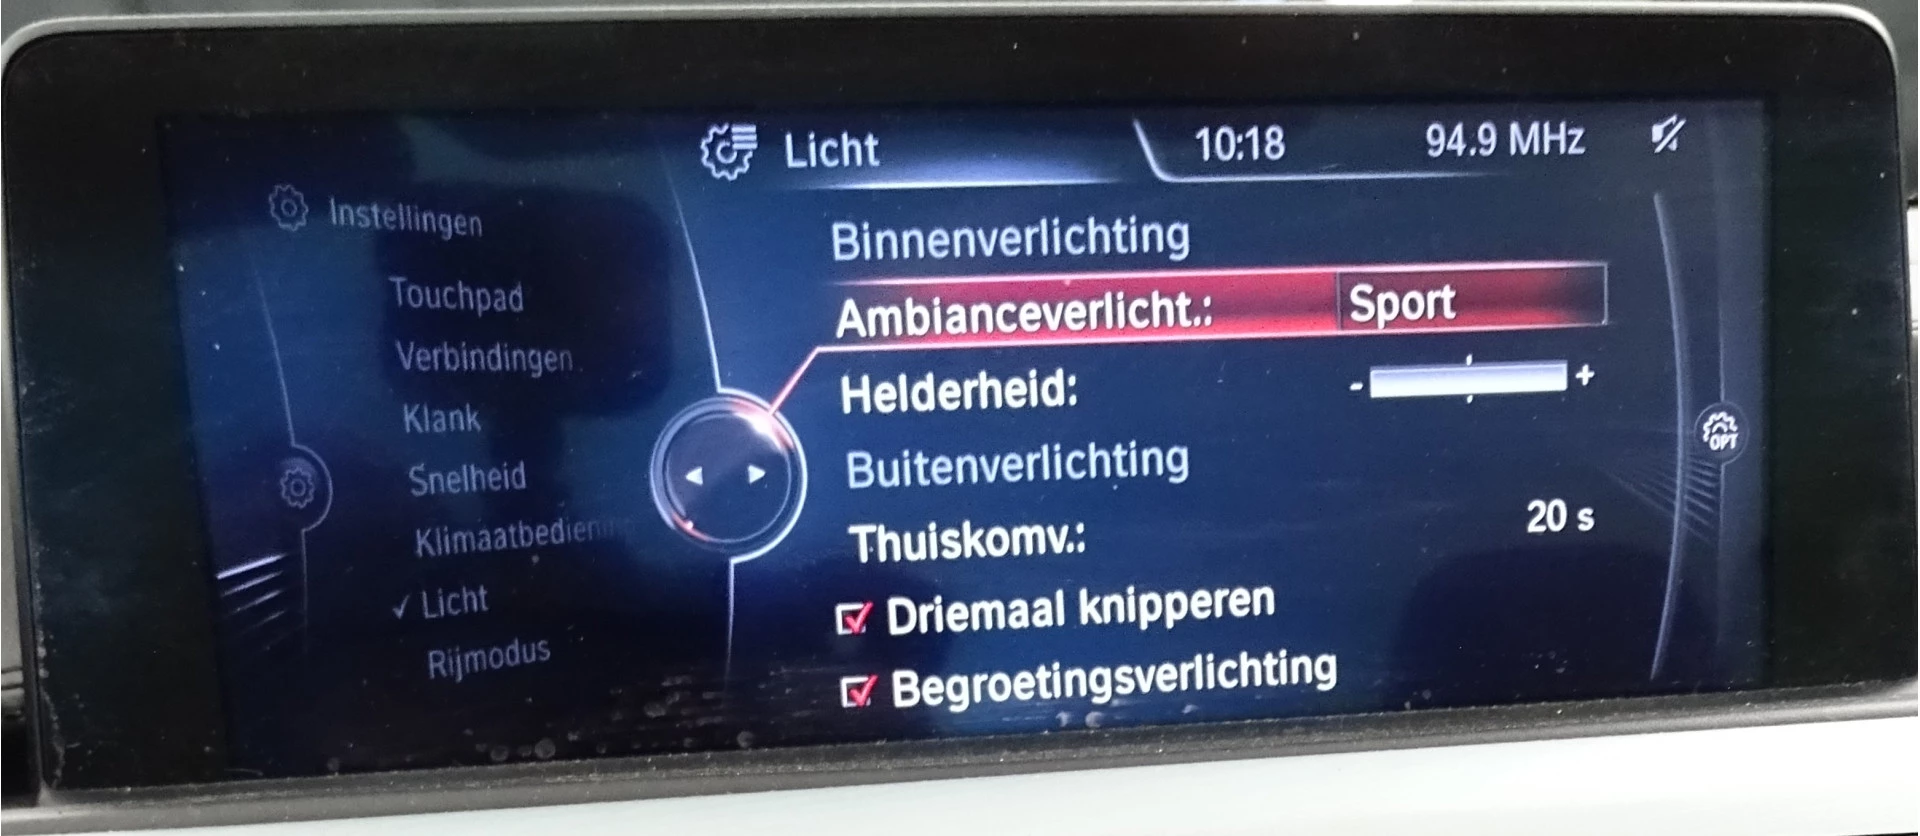 Licht
10:18
94.9 MHz
Instellingen
Touchpad
Verbindingen
Klank
Snelheid
Klimaatbedien
✓ Licht
Rijmodus
Binnenverlichting
Ambianceverlicht.: Sport
Helderheid: - +
Buitenverlichting
Thuiskomv.: 20 s
Driemaal knipperen
Begroetingsverlichting
OPT